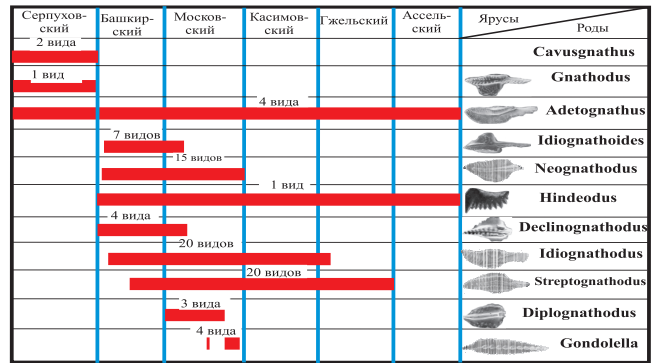 Серпухов-
ский
Башкир-
ский
Москов-
ский
Касимов-
ский
Гжельский
Ассель-
ский
Ярусы
Роды
2 вида
Cavusgnathus
1 вид
Gnathodus
4 вида
Adetognathus
7 видов
Idiognathoides
15 видов
Neognathodus
1 вид
Hindeodus
4 вида
Declinognathodus
20 видов
Idiognathodus
20 видов
Streptognathodus
3 вида
Diplognathodus
4 вида
Gondolella